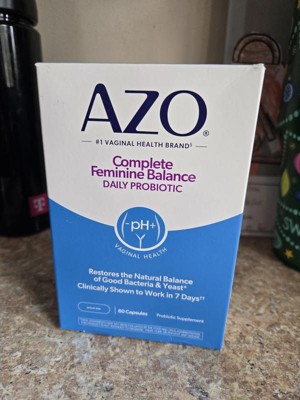 AZO®
#1 VAGINAL HEALTH BRAND‡
Complete
Feminine Balance
DAILY PROBIOTIC
-pH+
VAGINAL HEALTH
Restores the Natural Balance
of Good Bacteria & Yeast*
Clinically Shown to Work in 7 Days*†
60 Capsules
Probiotic Supplement
T